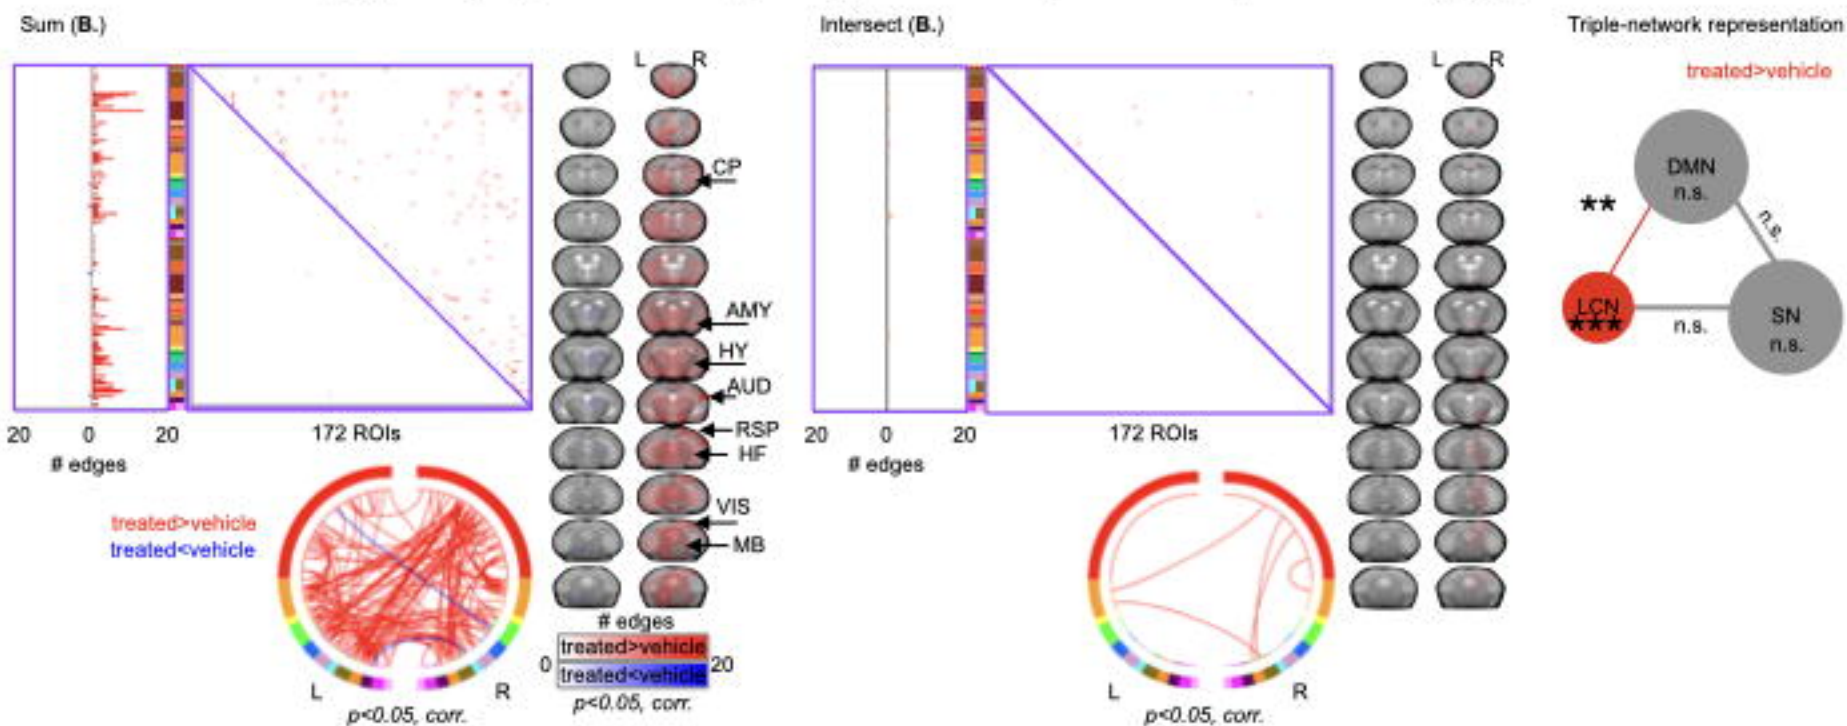 Sum (B.)
Intersect (B.)
Triple-network representation
L R
L R
treated>vehicle
CP
DMN
n.s.
**
n.s.
AMY
LCN
***
n.s.
SN
n.s.
HY
AUD
RSP
HF
20 0 20
172 ROIs
# edges
20 0 20
172 ROIs
# edges
VIS
MB
treated>vehicle
treated<vehicle
# edges
treated>vehicle
0 20
treated<vehicle
p<0.05, corr.
L R
p<0.05, corr.
L R
p<0.05, corr.